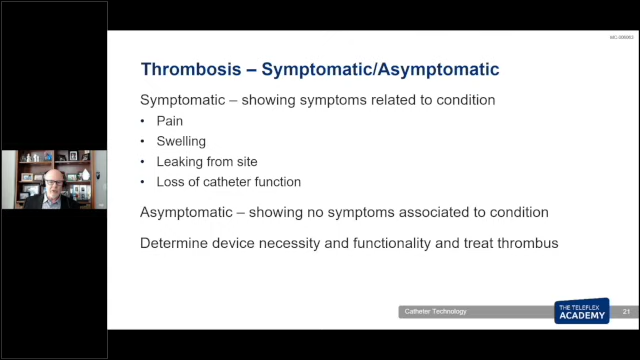 Thrombosis – Symptomatic/Asymptomatic
Symptomatic – showing symptoms related to condition
• Pain
• Swelling
• Leaking from site
• Loss of catheter function
Asymptomatic – showing no symptoms associated to condition
Determine device necessity and functionality and treat thrombus
Catheter Technology
THE TELEFLEX
ACADEMY
21